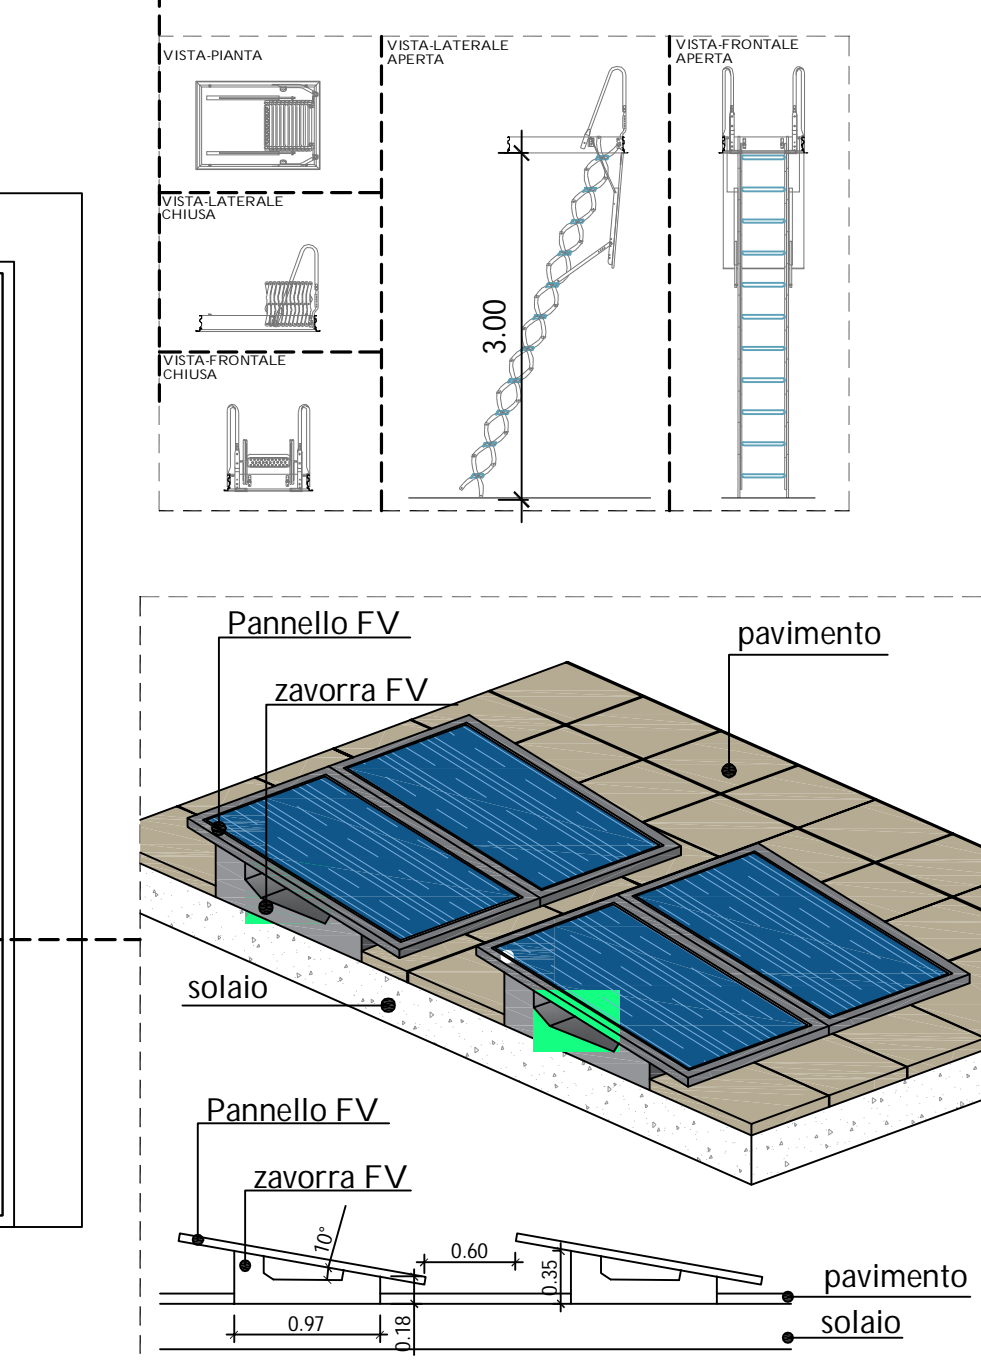 VISTA-PIANTA
VISTA-LATERALE
CHIUSA
VISTA-FRONTALE
CHIUSA
VISTA-LATERALE
APERTA
3.00
VISTA-FRONTALE
APERTA
Pannello FV
zavorra FV
pavimento
solaio
Pannello FV
zavorra FV
10°
0.60
0.35
0.97
0.18
pavimento
solaio